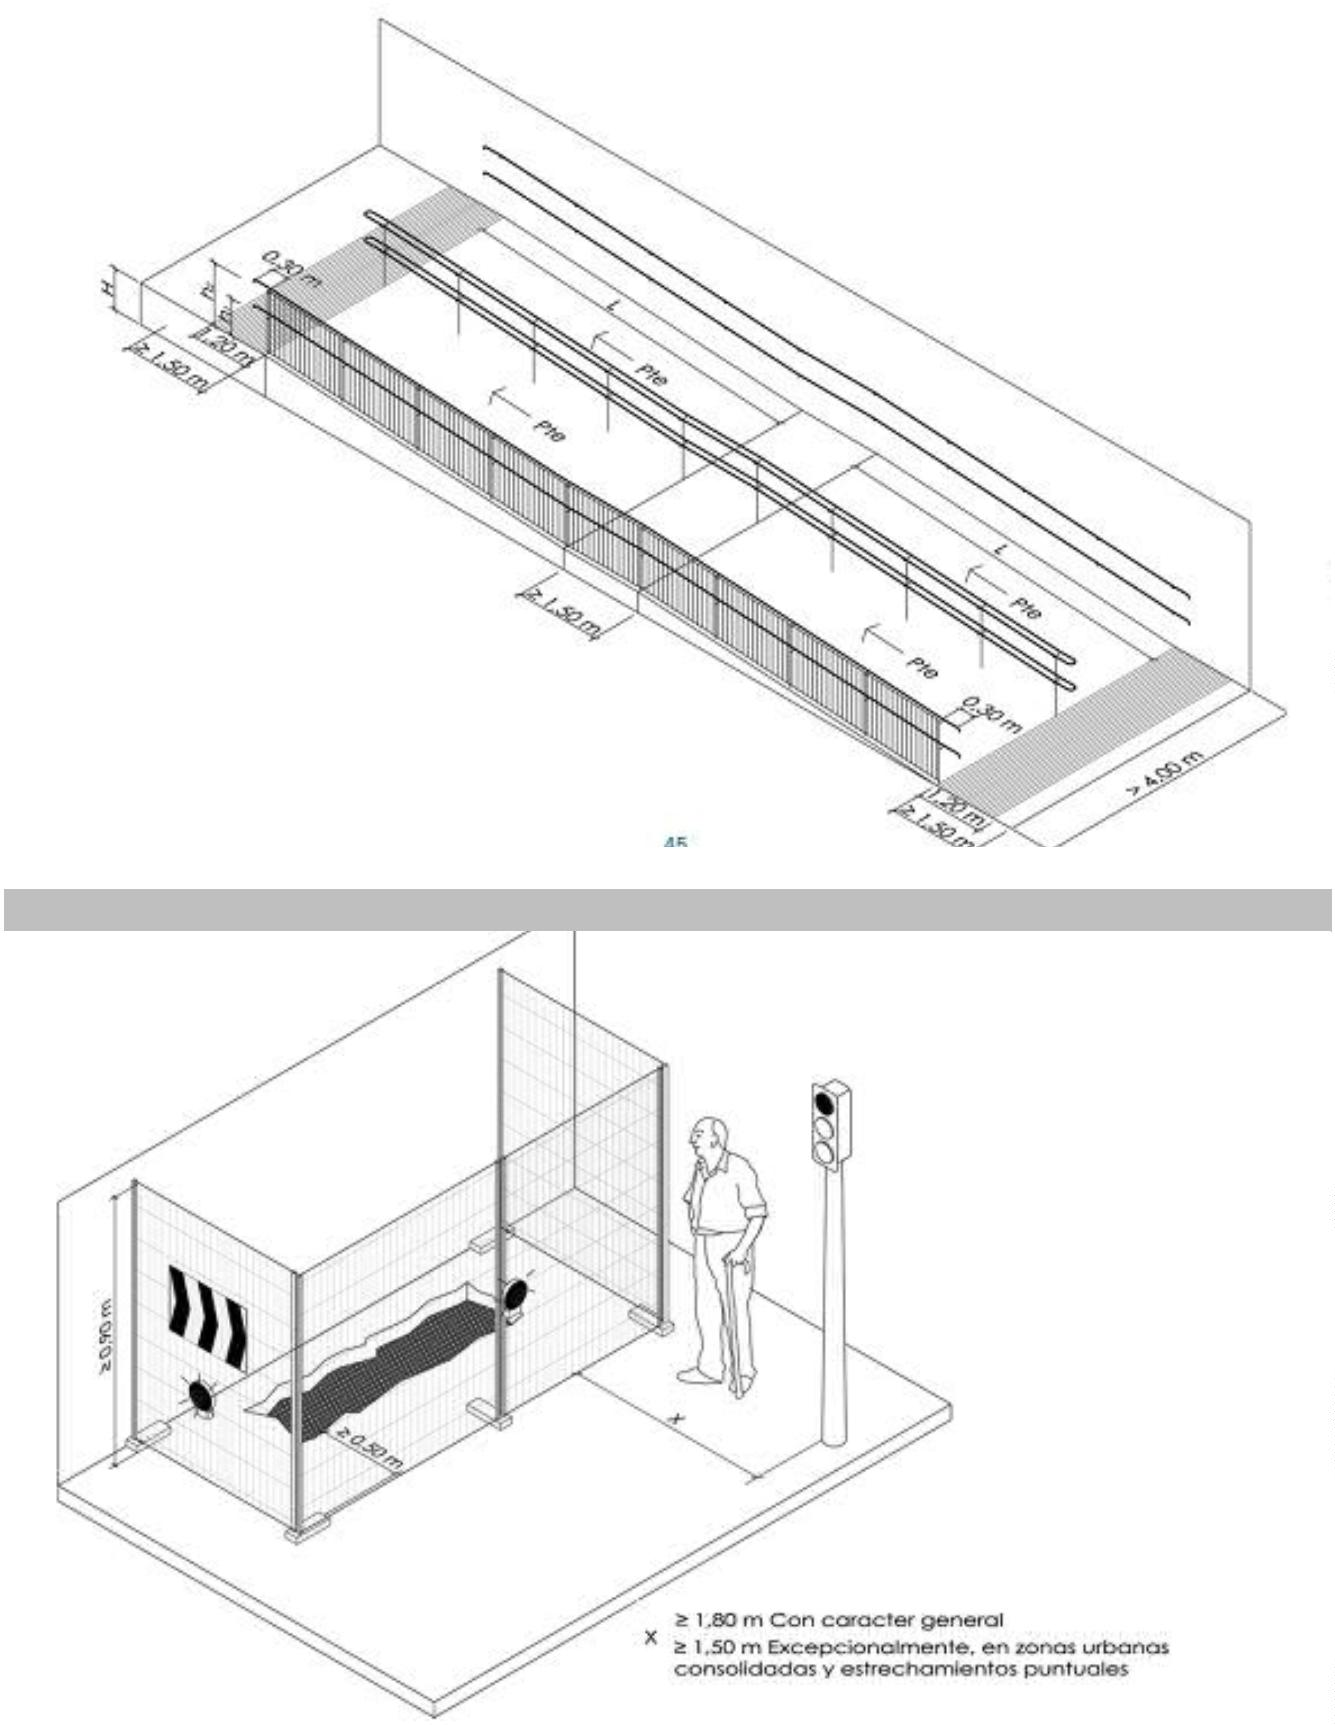 0,30 m
H
1,20 m
≥ 1,50 m
L
Pte
Pte
≥ 1,50 m
L
Pte
Pte
0,30 m
> 4,00 m
1,20 m
≥ 1,50 m
45
≥ 0,90 m
≥ 0,50 m
x
≥ 1,80 m Con caracter general
X
≥ 1,50 m Excepcionalmente, en zonas urbanas
consolidadas y estrechamientos puntuales